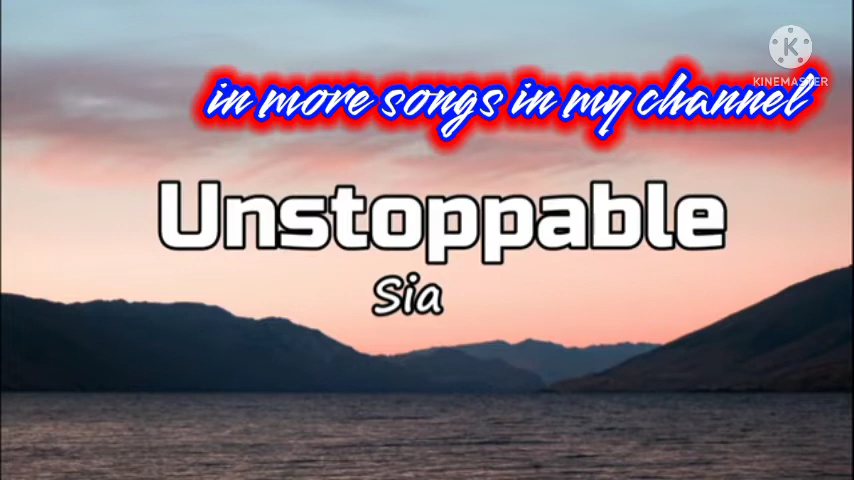 K
KINEMASTER
in more songs in my channel
Unstoppable
Sia